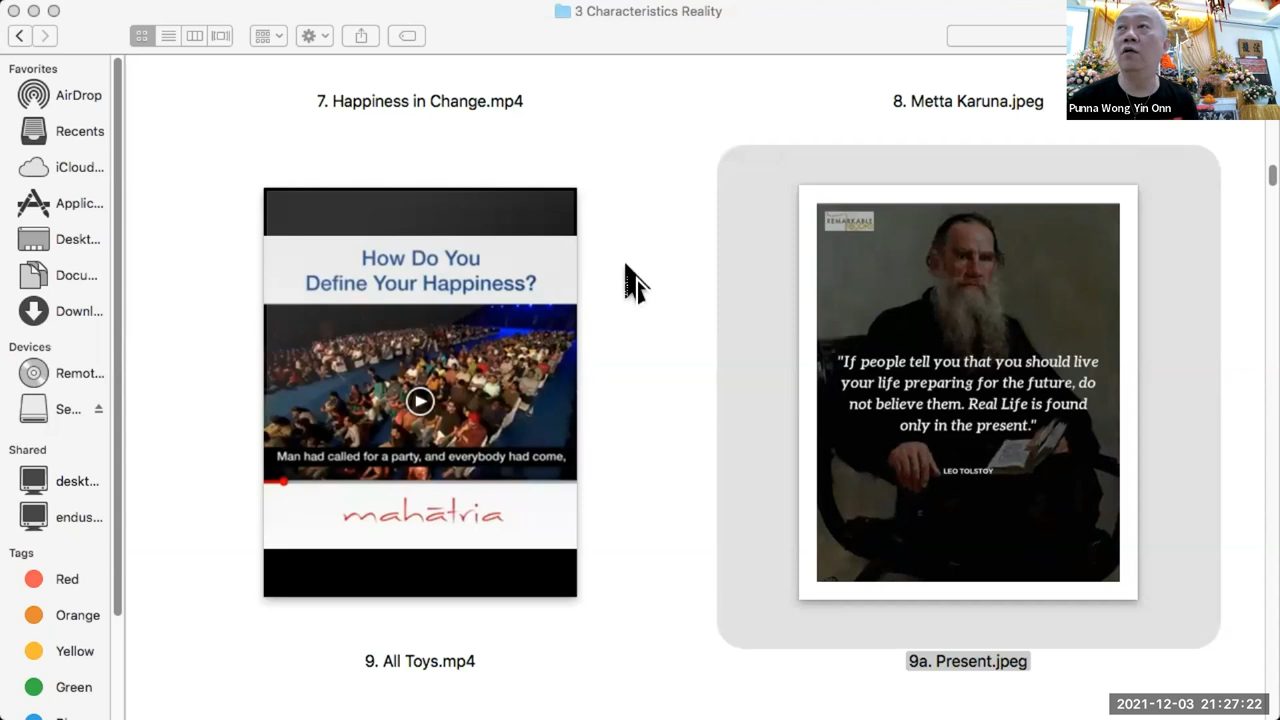 3 Characteristics Reality
Favorites
AirDrop
Recents
iCloud...
Applic...
Deskt...
Docu...
Downl...
Devices
Remot...
Se...
Shared
deskt...
endus...
Tags
Red
Orange
Yellow
Green
7. Happiness in Change.mp4
8. Metta Karuna.jpeg
Punna Wong Yin Onn
How Do You
Define Your Happiness?
Man had called for a party, and everybody had come,
mahātria
9. All Toys.mp4
REMARKABLE
"If people tell you that you should live
your life preparing for the future, do
not believe them. Real Life is found
only in the present."
LEO TOLSTOY
9a. Present.jpeg
2021-12-03 21:27:22